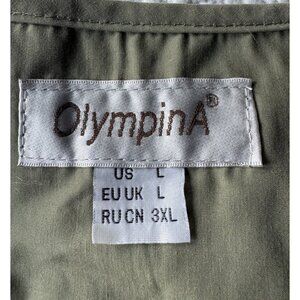 OlympinA®
US L
EU UK L
RU CN 3XL